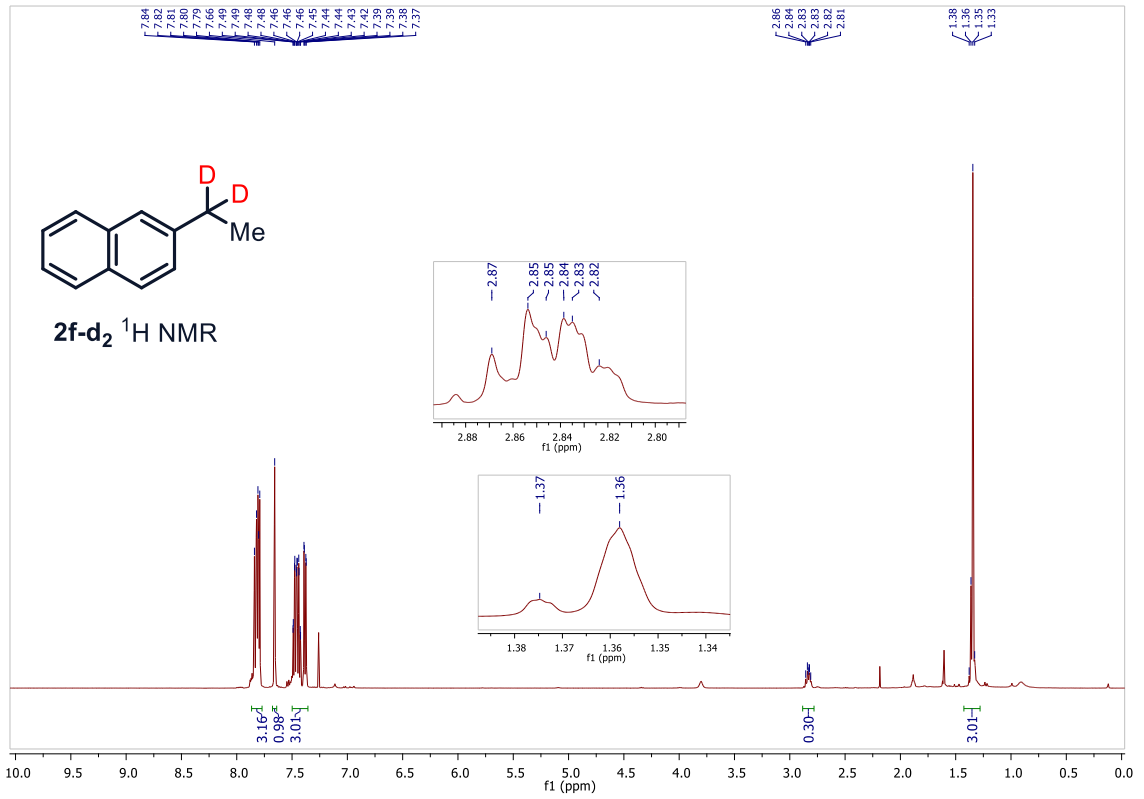 7.84 7.82 7.81 7.80 7.79 7.66 7.49 7.49 7.48 7.48 7.46 7.46 7.46 7.45 7.44 7.44 7.43 7.42 7.39 7.39 7.38 7.37
2.86 2.84 2.83 2.83 2.82 2.81
1.38 1.36 1.35 1.33
D
D
Me
2f-d₂ ¹H NMR
2.87 2.85 2.85 2.84 2.83 2.82
2.88 2.86 2.84 2.82 2.80
f1 (ppm)
1.37 1.36
1.38 1.37 1.36 1.35 1.34
f1 (ppm)
3.16 0.98 3.01 0.30 3.01
10.0 9.5 9.0 8.5 8.0 7.5 7.0 6.5 6.0 5.5 5.0 4.5 4.0 3.5 3.0 2.5 2.0 1.5 1.0 0.5 0.0
f1 (ppm)